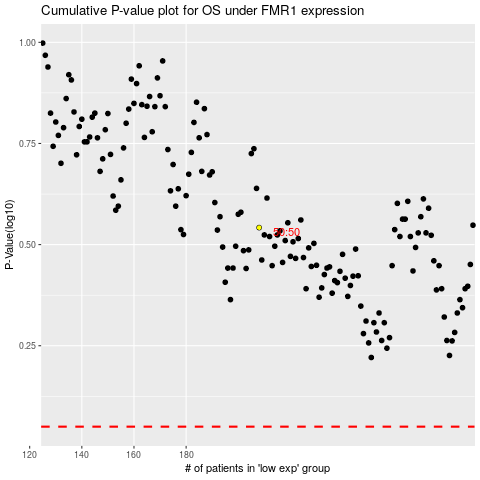 Cumulative P-value plot for OS under FMR1 expression
1.00
0.75
0.50
0.25
P-Value(log10)
50:50
120 140 160 180
# of patients in 'low exp' group